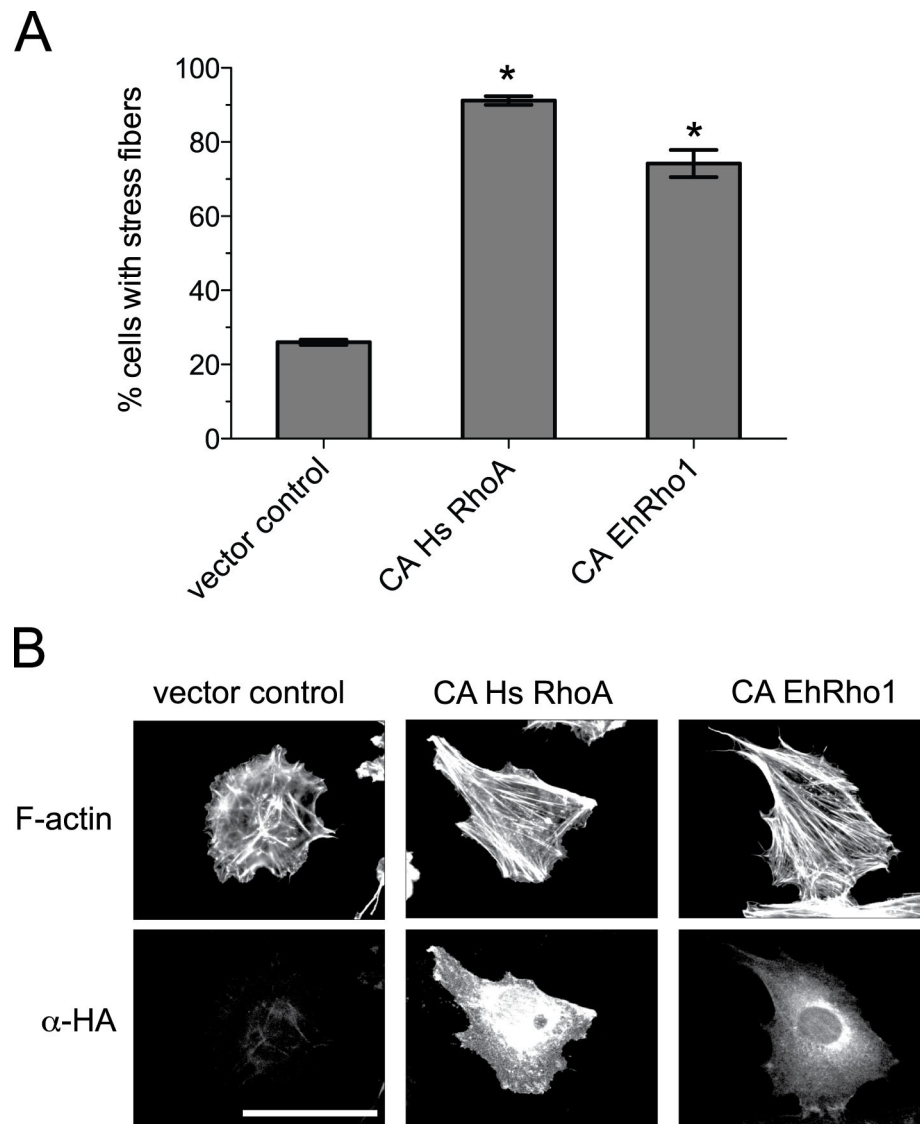 A
% cells with stress fibers
100
80
60
40
20
0
*
*
vector control
CA Hs RhoA
CA EhRho1
B
vector control CA Hs RhoA CA EhRho1
F-actin
α-HA